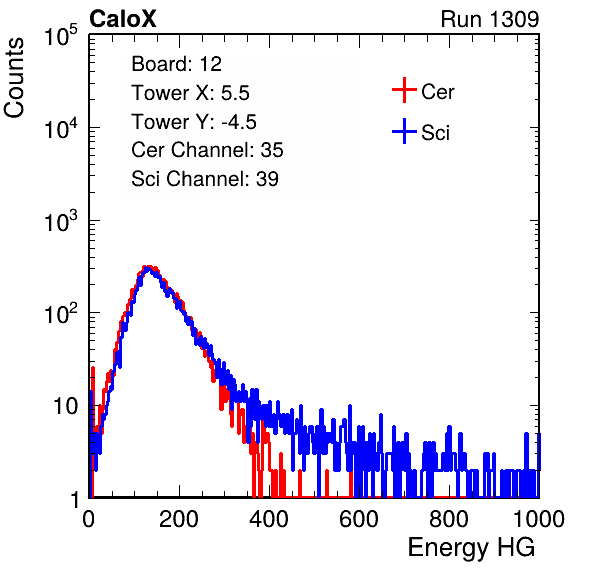 CaloX
Run 1309
Board: 12
Tower X: 5.5
Tower Y: -4.5
Cer Channel: 35
Sci Channel: 39
Cer
Sci
Counts
10^5
10^4
10^3
10^2
10
1
0 200 400 600 800 1000
Energy HG